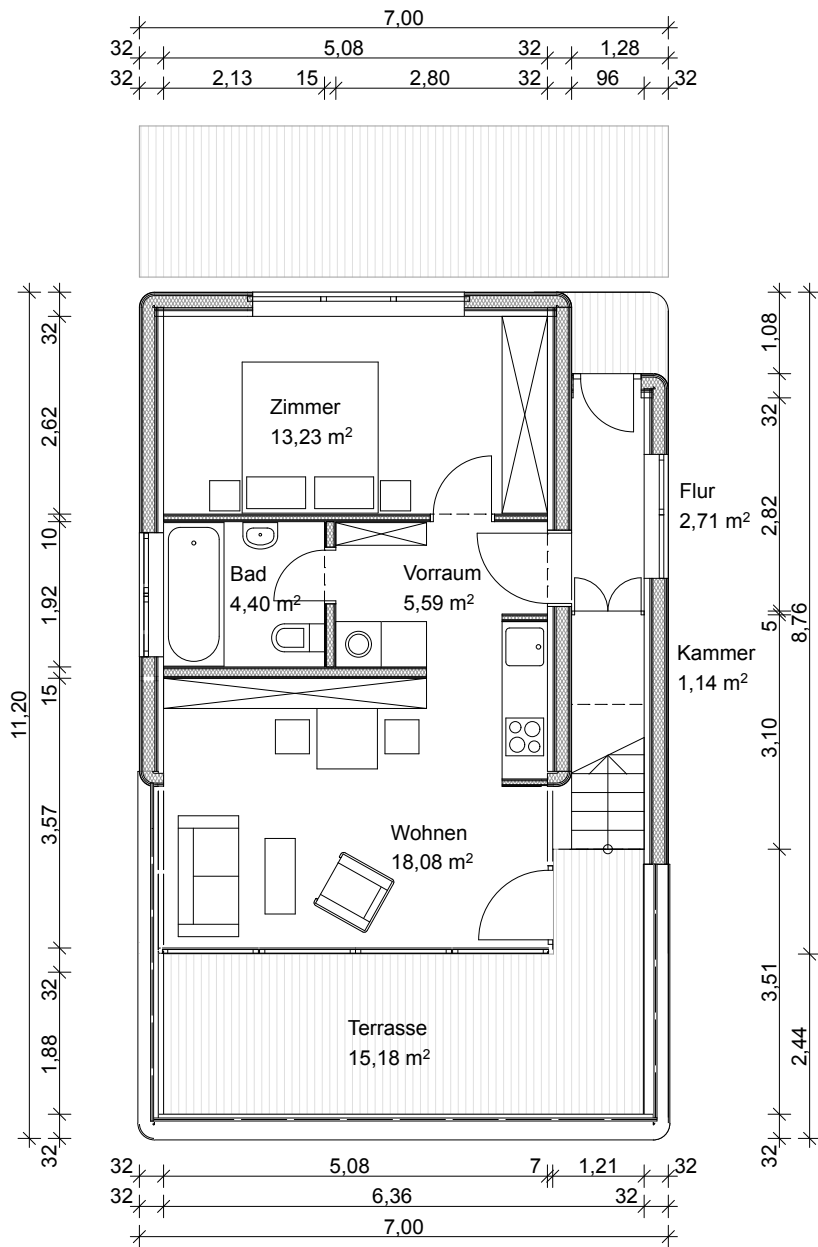 7,00
32 5,08 32 1,28
32 2,13 15 2,80 32 96 32
Zimmer
13,23 m²
Bad
4,40 m²
Vorraum
5,59 m²
Flur
2,71 m²
Kammer
1,14 m²
Wohnen
18,08 m²
Terrasse
15,18 m²
11,20
32
2,62
10
1,92
15
3,57
32
1,88
32
1,08
32
2,82
5
3,10
3,51
32
8,76
2,44
32 5,08 7 1,21 32
32 6,36 32
7,00